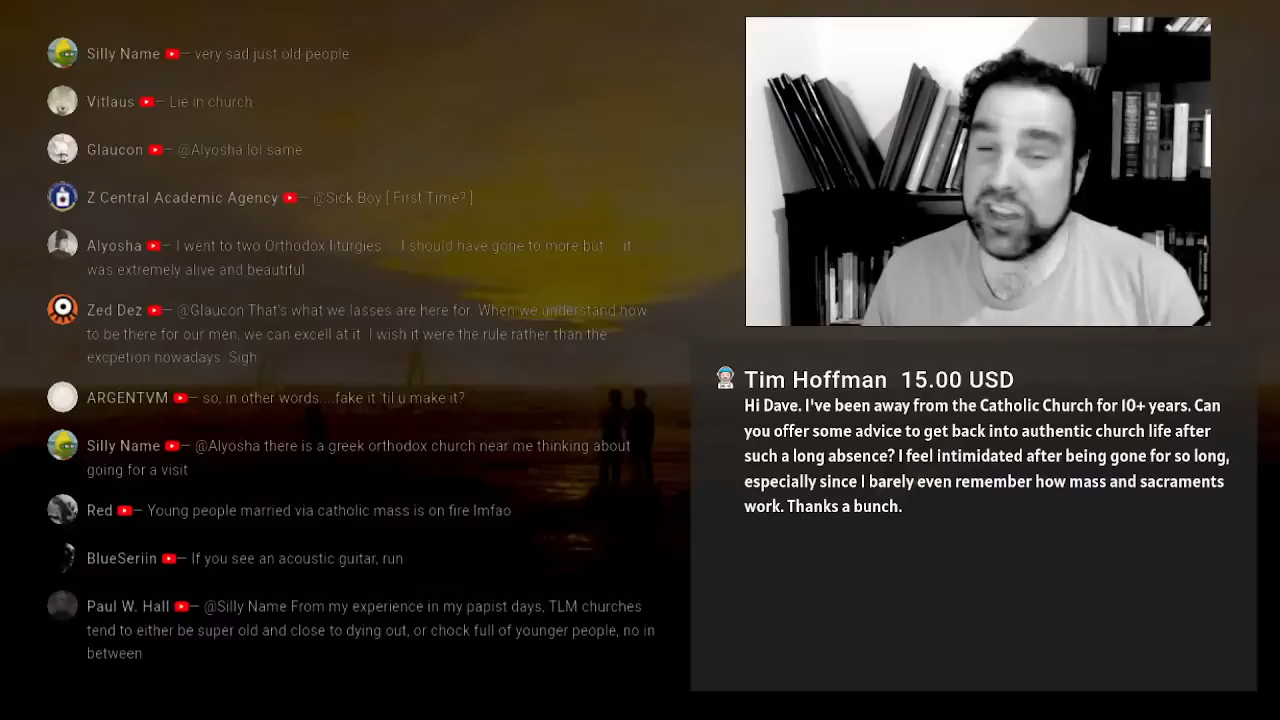 Silly Name — very sad just old people
Vitlaus — Lie in church
Glaucon — @Alyosha lol same
Z Central Academic Agency — @Sick Boy [ First Time? ]
Alyosha — I went to two Orthodox liturgies I should have gone to more but it
was extremely alive and beautiful
Zed Dez — @Glaucon That's what we lasses are here for. When we understand how
to be there for our men, we can excell at it. I wish it were the rule rather than the
excpetion nowadays. Sigh
ARGENTVM — so, in other words....fake it 'til u make it?
Silly Name — @Alyosha there is a greek orthodox church near me thinking about
going for a visit
Red — Young people married via catholic mass is on fire lmfao
BlueSeriin — If you see an acoustic guitar, run
Paul W. Hall — @Silly Name From my experience in my papist days, TLM churches
tend to either be super old and close to dying out, or chock full of younger people, no in
between
Tim Hoffman 15.00 USD
Hi Dave. I've been away from the Catholic Church for 10+ years. Can
you offer some advice to get back into authentic church life after
such a long absence? I feel intimidated after being gone for so long,
especially since I barely even remember how mass and sacraments
work. Thanks a bunch.